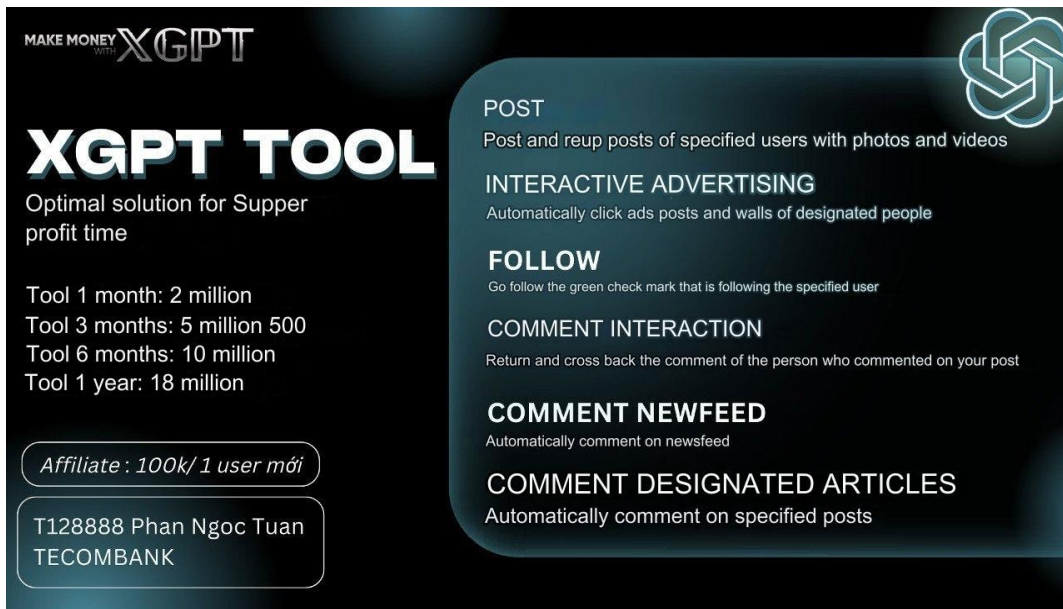 MAKE MONEY
WITH
XGPT
XGPT TOOL
Optimal solution for Supper
profit time
Tool 1 month: 2 million
Tool 3 months: 5 million 500
Tool 6 months: 10 million
Tool 1 year: 18 million
Affiliate : 100k/ 1 user mới
T128888 Phan Ngoc Tuan
TECOMBANK
POST
Post and reup posts of specified users with photos and videos
INTERACTIVE ADVERTISING
Automatically click ads posts and walls of designated people
FOLLOW
Go follow the green check mark that is following the specified user
COMMENT INTERACTION
Return and cross back the comment of the person who commented on your post
COMMENT NEWFEED
Automatically comment on newsfeed
COMMENT DESIGNATED ARTICLES
Automatically comment on specified posts